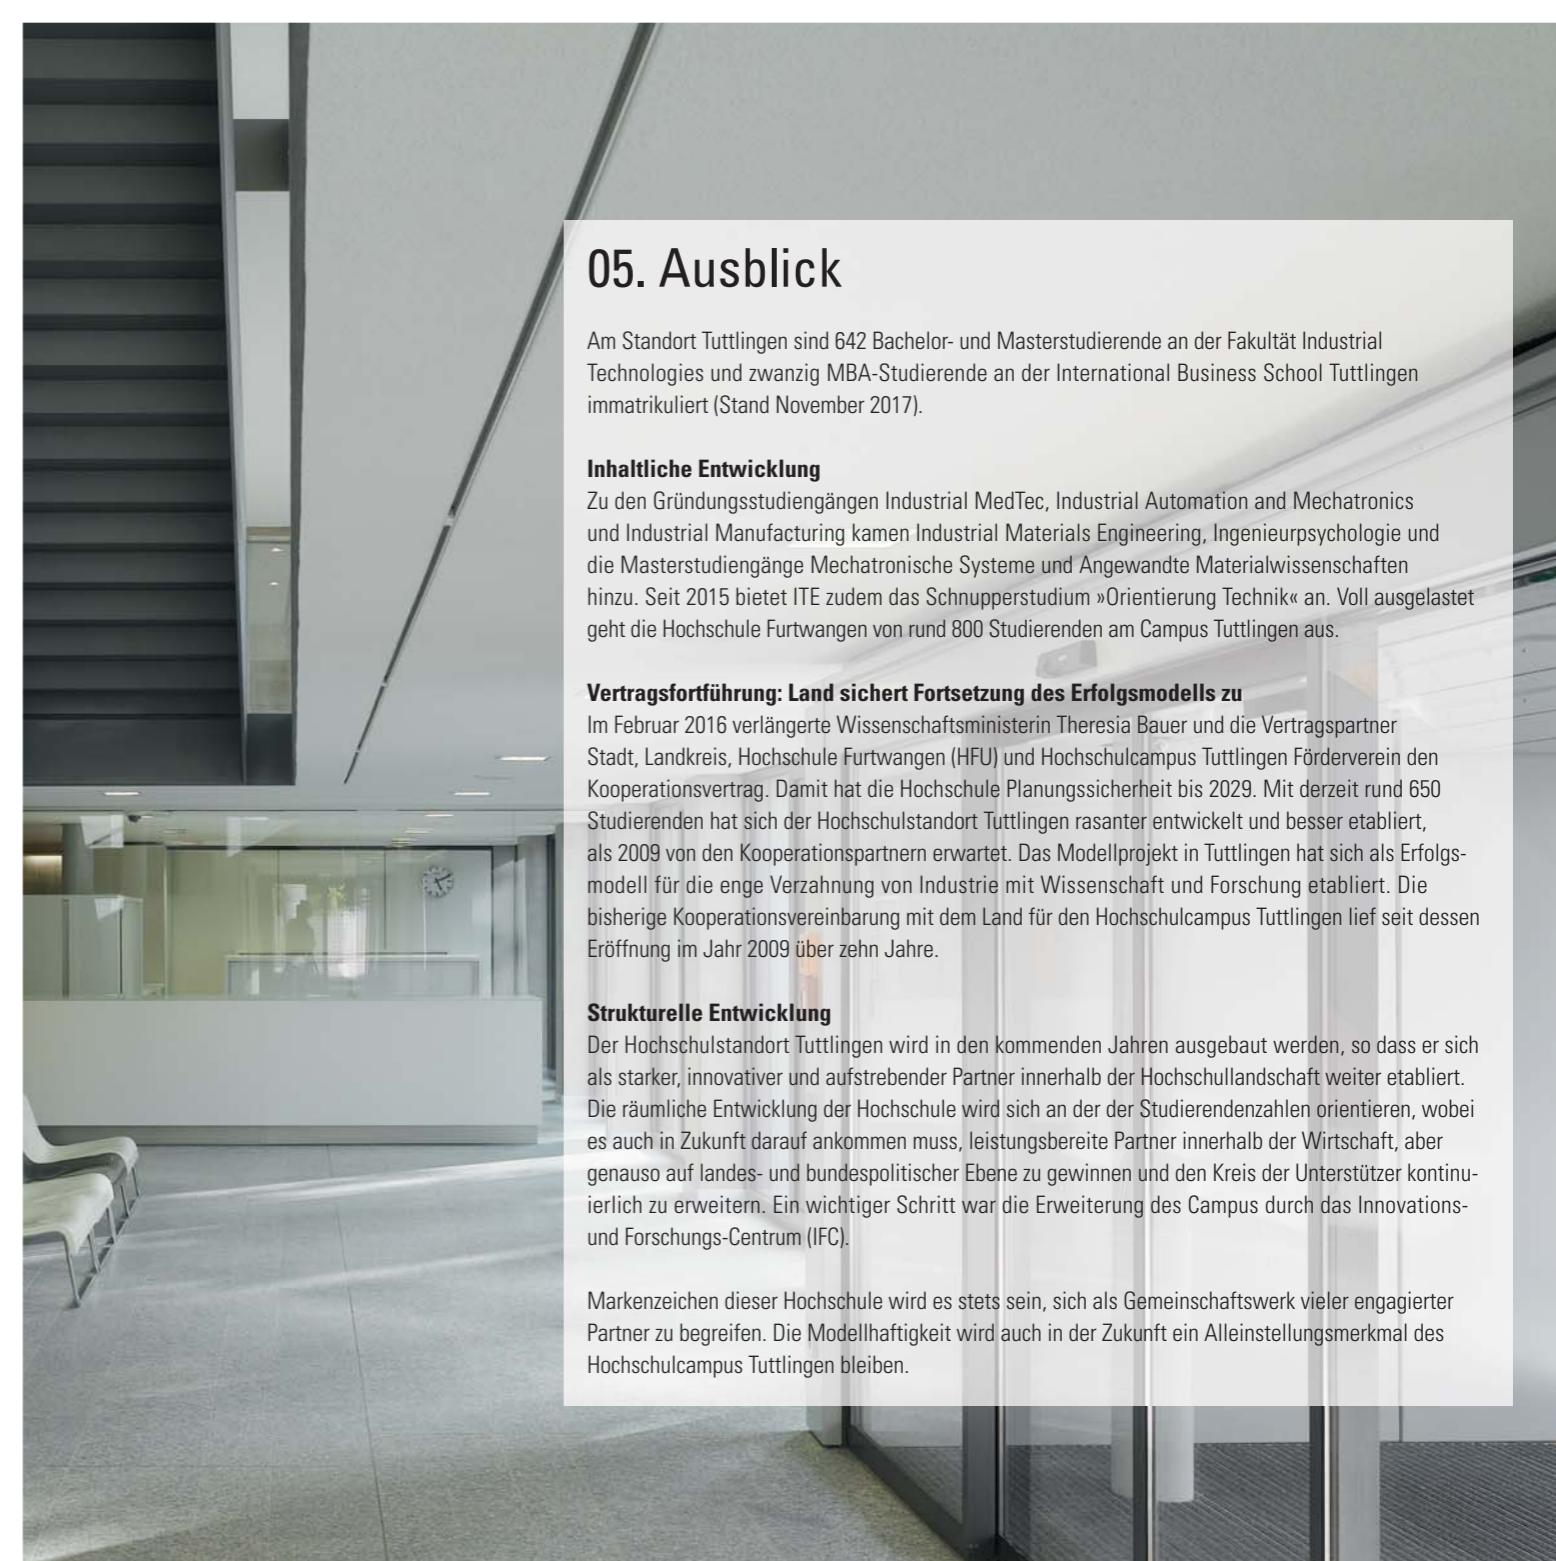 05. Ausblick
Am Standort Tuttlingen sind 642 Bachelor- und Masterstudierende an der Fakultät Industrial
Technologies und zwanzig MBA-Studierende an der International Business School Tuttlingen
immatrikuliert (Stand November 2017).
Inhaltliche Entwicklung
Zu den Gründungsstudiengängen Industrial MedTec, Industrial Automation and Mechatronics
und Industrial Manufacturing kamen Industrial Materials Engineering, Ingenieurpsychologie und
die Masterstudiengänge Mechatronische Systeme und Angewandte Materialwissenschaften
hinzu. Seit 2015 bietet ITE zudem das Schnupperstudium »Orientierung Technik« an. Voll ausgelastet
geht die Hochschule Furtwangen von rund 800 Studierenden am Campus Tuttlingen aus.
Vertragsfortführung: Land sichert Fortsetzung des Erfolgsmodells zu
Im Februar 2016 verlängerte Wissenschaftsministerin Theresia Bauer und die Vertragspartner
Stadt, Landkreis, Hochschule Furtwangen (HFU) und Hochschulcampus Tuttlingen Förderverein den
Kooperationsvertrag. Damit hat die Hochschule Planungssicherheit bis 2029. Mit derzeit rund 650
Studierenden hat sich der Hochschulstandort Tuttlingen rasanter entwickelt und besser etabliert,
als 2009 von den Kooperationspartnern erwartet. Das Modellprojekt in Tuttlingen hat sich als Erfolgs-
modell für die enge Verzahnung von Industrie mit Wissenschaft und Forschung etabliert. Die
bisherige Kooperationsvereinbarung mit dem Land für den Hochschulcampus Tuttlingen lief seit dessen
Eröffnung im Jahr 2009 über zehn Jahre.
Strukturelle Entwicklung
Der Hochschulstandort Tuttlingen wird in den kommenden Jahren ausgebaut werden, so dass er sich
als starker, innovativer und aufstrebender Partner innerhalb der Hochschullandschaft weiter etabliert.
Die räumliche Entwicklung der Hochschule wird sich an der der Studierendenzahlen orientieren, wobei
es auch in Zukunft darauf ankommen muss, leistungsbereite Partner innerhalb der Wirtschaft, aber
genauso auf landes- und bundespolitischer Ebene zu gewinnen und den Kreis der Unterstützer kontinu-
ierlich zu erweitern. Ein wichtiger Schritt war die Erweiterung des Campus durch das Innovations-
und Forschungs-Centrum (IFC).
Markenzeichen dieser Hochschule wird es stets sein, sich als Gemeinschaftswerk vieler engagierter
Partner zu begreifen. Die Modellhaftigkeit wird auch in der Zukunft ein Alleinstellungsmerkmal des
Hochschulcampus Tuttlingen bleiben.